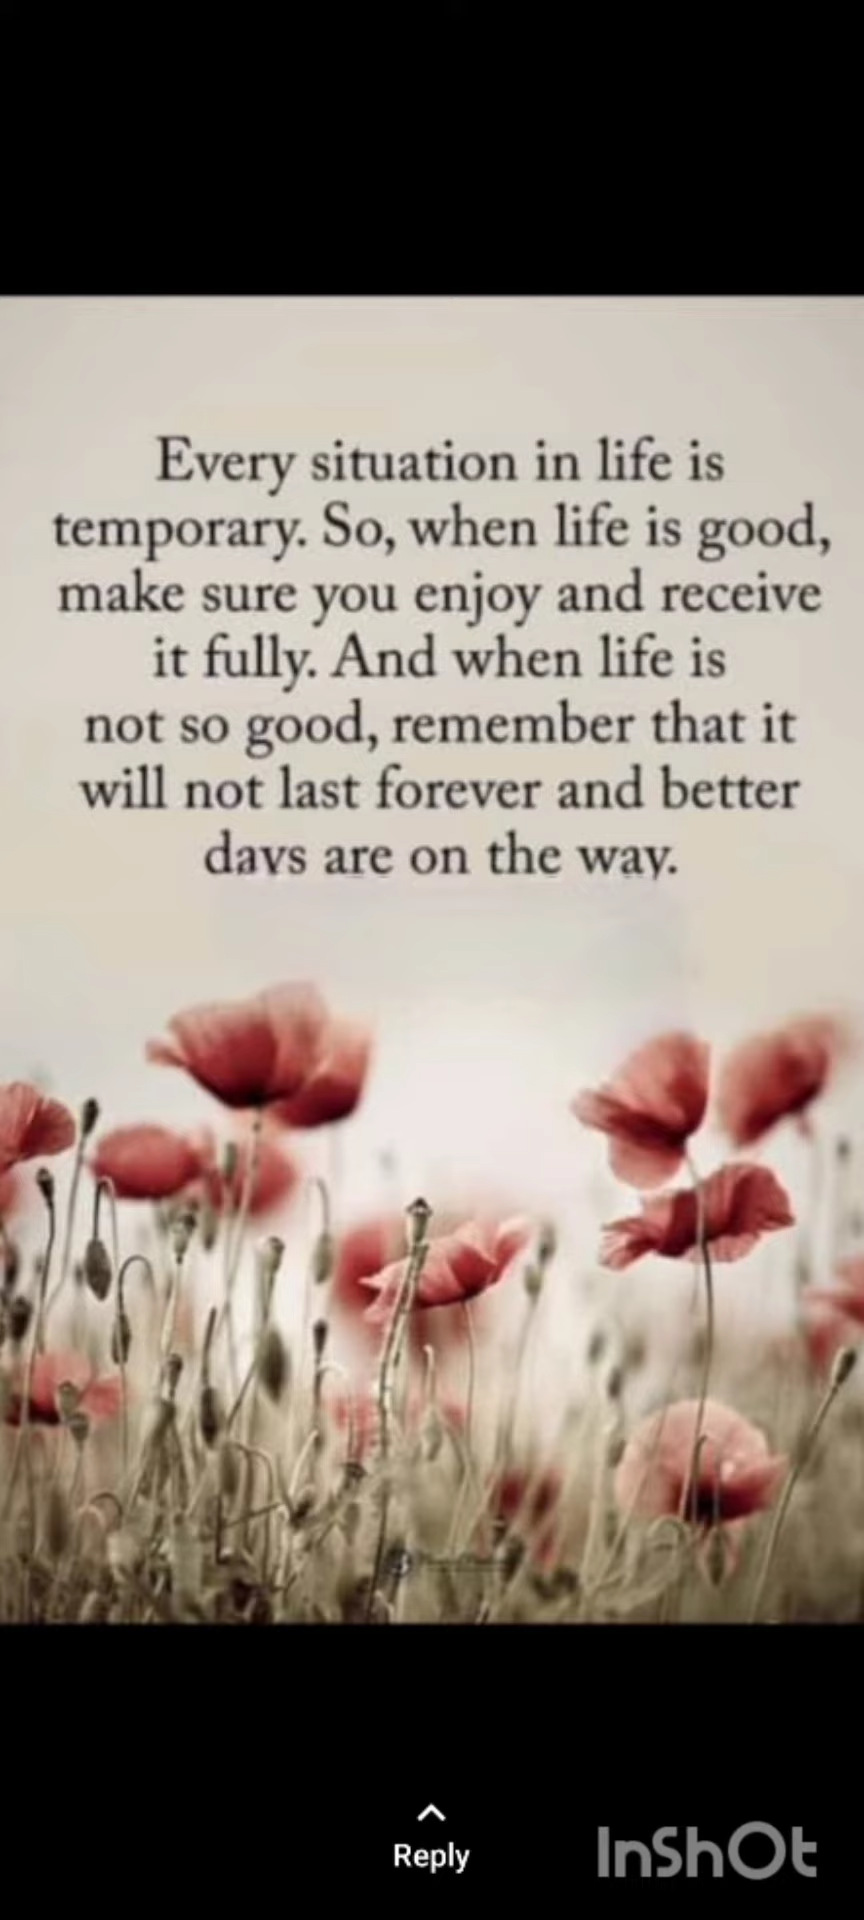 Every situation in life is
temporary. So, when life is good,
make sure you enjoy and receive
it fully. And when life is
not so good, remember that it
will not last forever and better
days are on the way.
Reply
InShOt